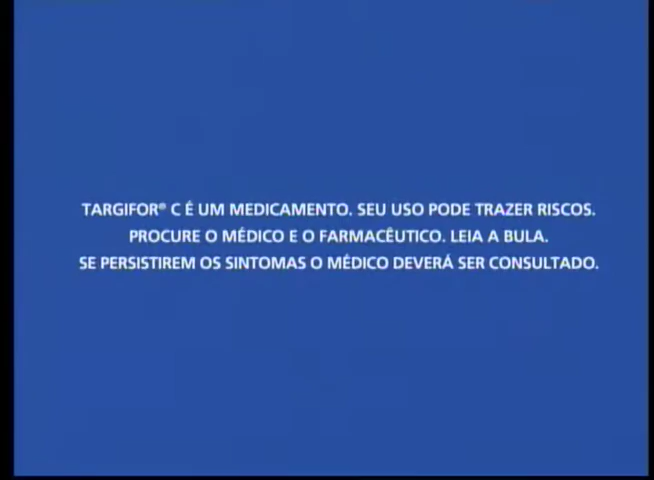 TARGIFOR® C É UM MEDICAMENTO. SEU USO PODE TRAZER RISCOS.
PROCURE O MÉDICO E O FARMACÊUTICO. LEIA A BULA.
SE PERSISTIREM OS SINTOMAS O MÉDICO DEVERÁ SER CONSULTADO.